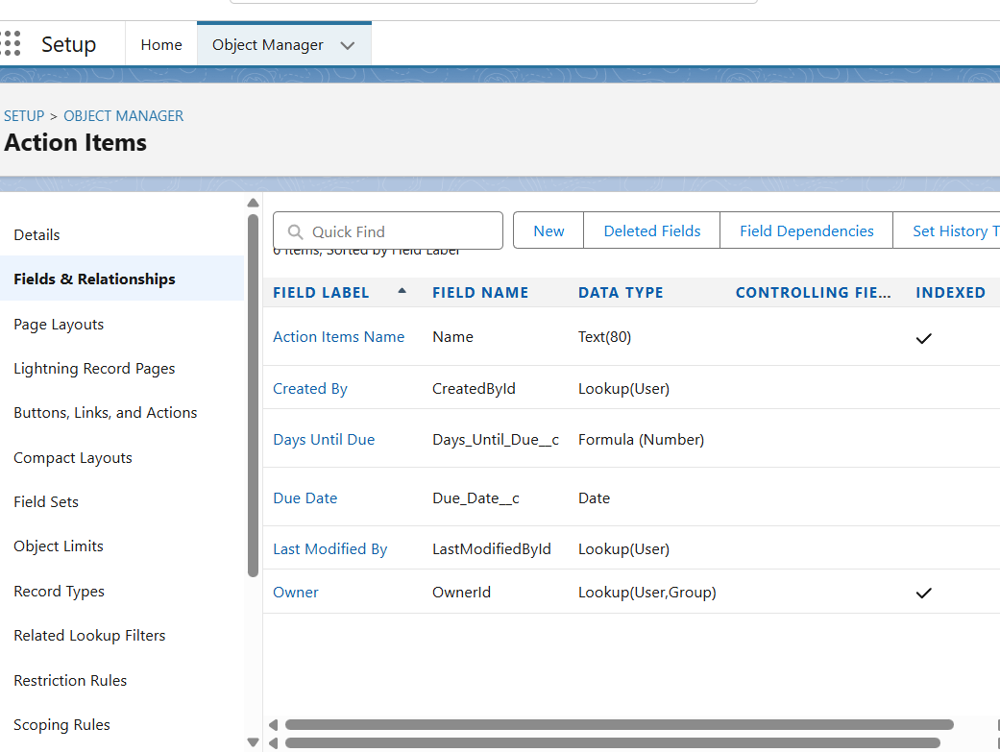 Setup Home Object Manager
SETUP > OBJECT MANAGER
Action Items
Details
Fields & Relationships
Page Layouts
Lightning Record Pages
Buttons, Links, and Actions
Compact Layouts
Field Sets
Object Limits
Record Types
Related Lookup Filters
Restriction Rules
Scoping Rules
Quick Find New Deleted Fields Field Dependencies Set History T
Items, Sorted by Field Label
FIELD LABEL FIELD NAME DATA TYPE CONTROLLING FIE... INDEXED
Action Items Name Name Text(80)
Created By CreatedById Lookup(User)
Days Until Due Days_Until_Due__c Formula (Number)
Due Date Due_Date__c Date
Last Modified By LastModifiedById Lookup(User)
Owner OwnerId Lookup(User,Group)